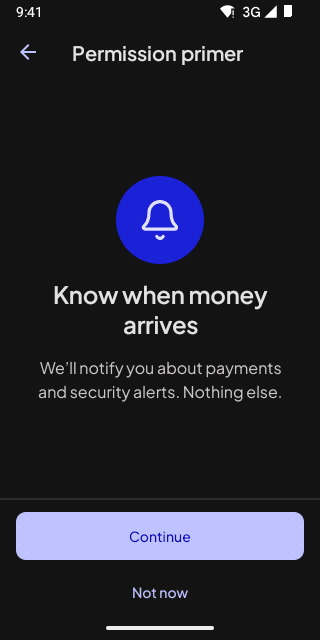 9:41
3G
Permission primer
Know when money
arrives
We'll notify you about payments
and security alerts. Nothing else.
Continue
Not now